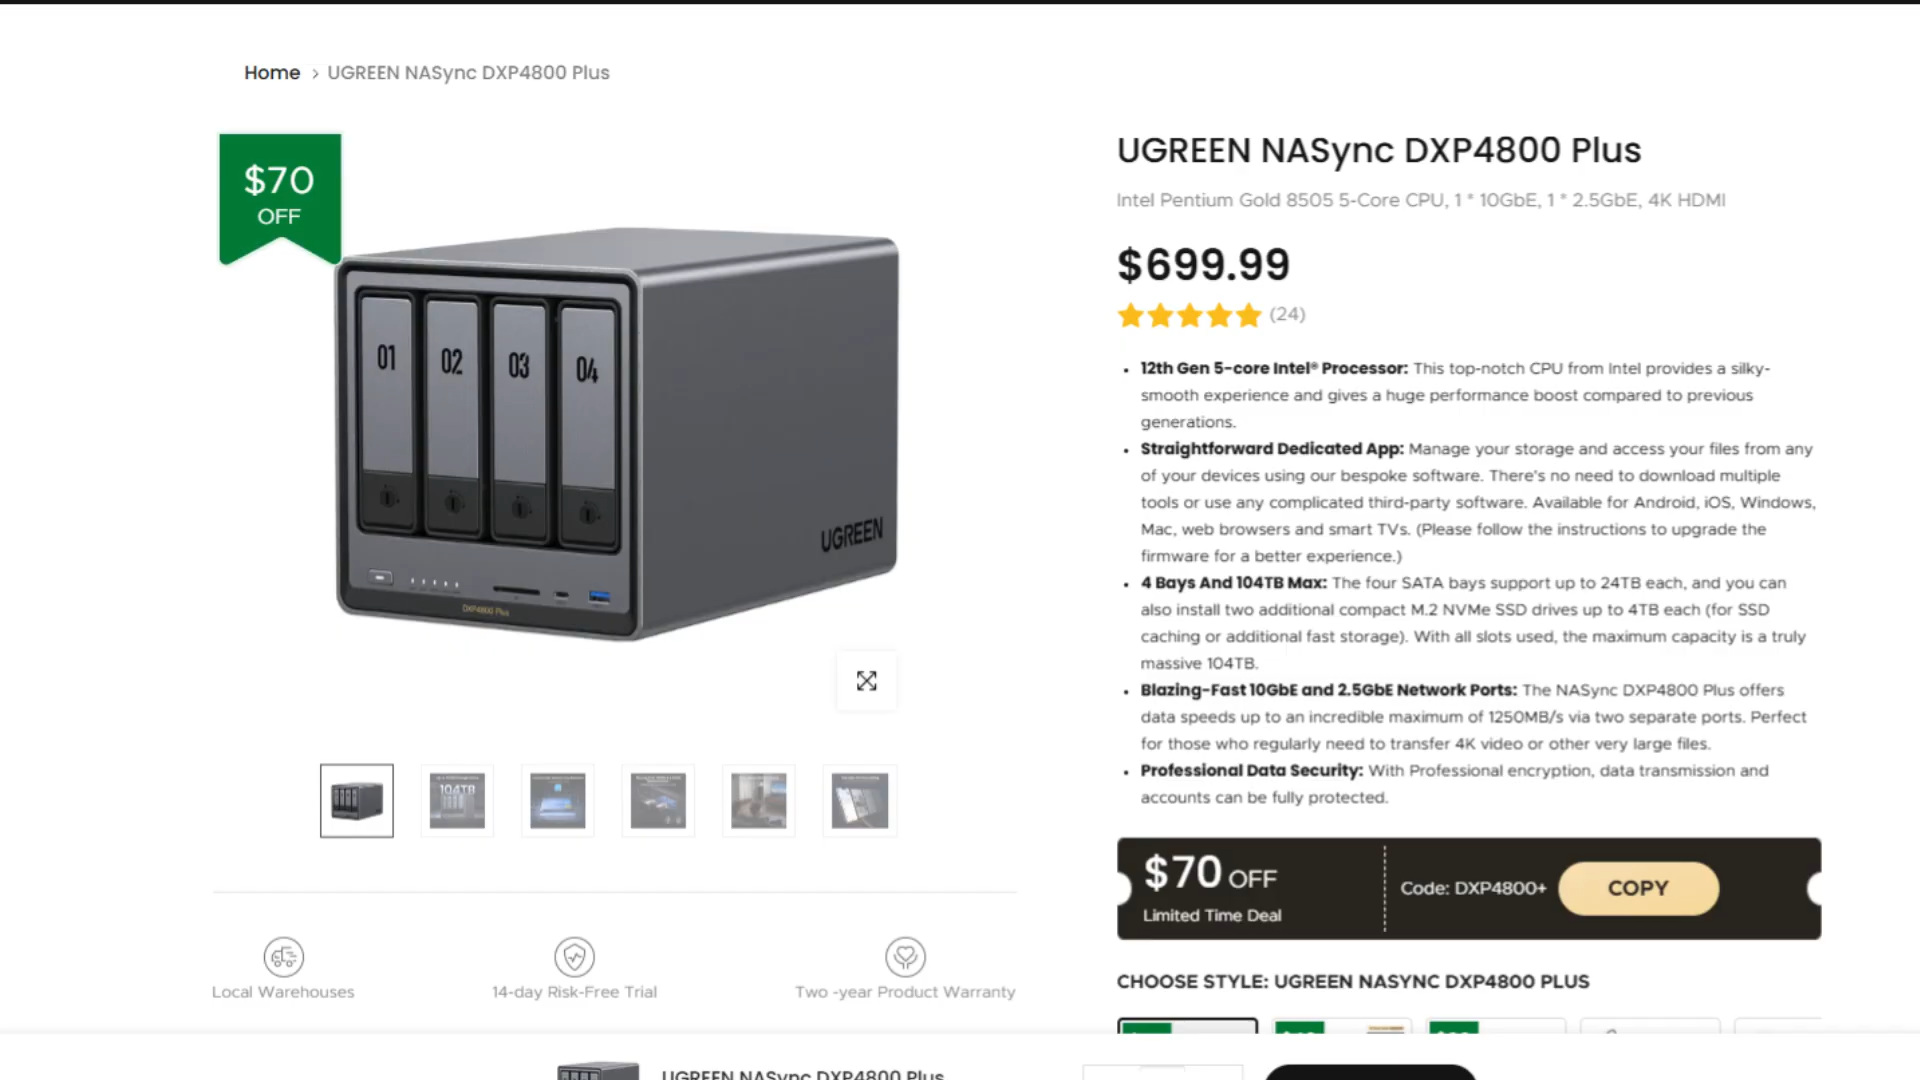 Home > UGREEN NASync DXP4800 Plus
$70
OFF
01
02
03
04
UGREEN
DXP4800 Plus
104TB
Local Warehouses
14-day Risk-Free Trial
Two -year Product Warranty
UGREEN NASync DXP4800 Plus
Intel Pentium Gold 8505 5-Core CPU, 1 * 10GbE, 1 * 2.5GbE, 4K HDMI
$699.99
(24)
• 12th Gen 5-core Intel® Processor: This top-notch CPU from Intel provides a silky-
smooth experience and gives a huge performance boost compared to previous
generations.
• Straightforward Dedicated App: Manage your storage and access your files from any
of your devices using our bespoke software. There's no need to download multiple
tools or use any complicated third-party software. Available for Android, iOS, Windows,
Mac, web browsers and smart TVs. (Please follow the instructions to upgrade the
firmware for a better experience.)
• 4 Bays And 104TB Max: The four SATA bays support up to 24TB each, and you can
also install two additional compact M.2 NVMe SSD drives up to 4TB each (for SSD
caching or additional fast storage). With all slots used, the maximum capacity is a truly
massive 104TB.
• Blazing-Fast 10GbE and 2.5GbE Network Ports: The NASync DXP4800 Plus offers
data speeds up to an incredible maximum of 1250MB/s via two separate ports. Perfect
for those who regularly need to transfer 4K video or other very large files.
• Professional Data Security: With Professional encryption, data transmission and
accounts can be fully protected.
$70 OFF
Limited Time Deal
Code: DXP4800+
COPY
CHOOSE STYLE: UGREEN NASYNC DXP4800 PLUS
UGREEN NASync DXP4800 Plus